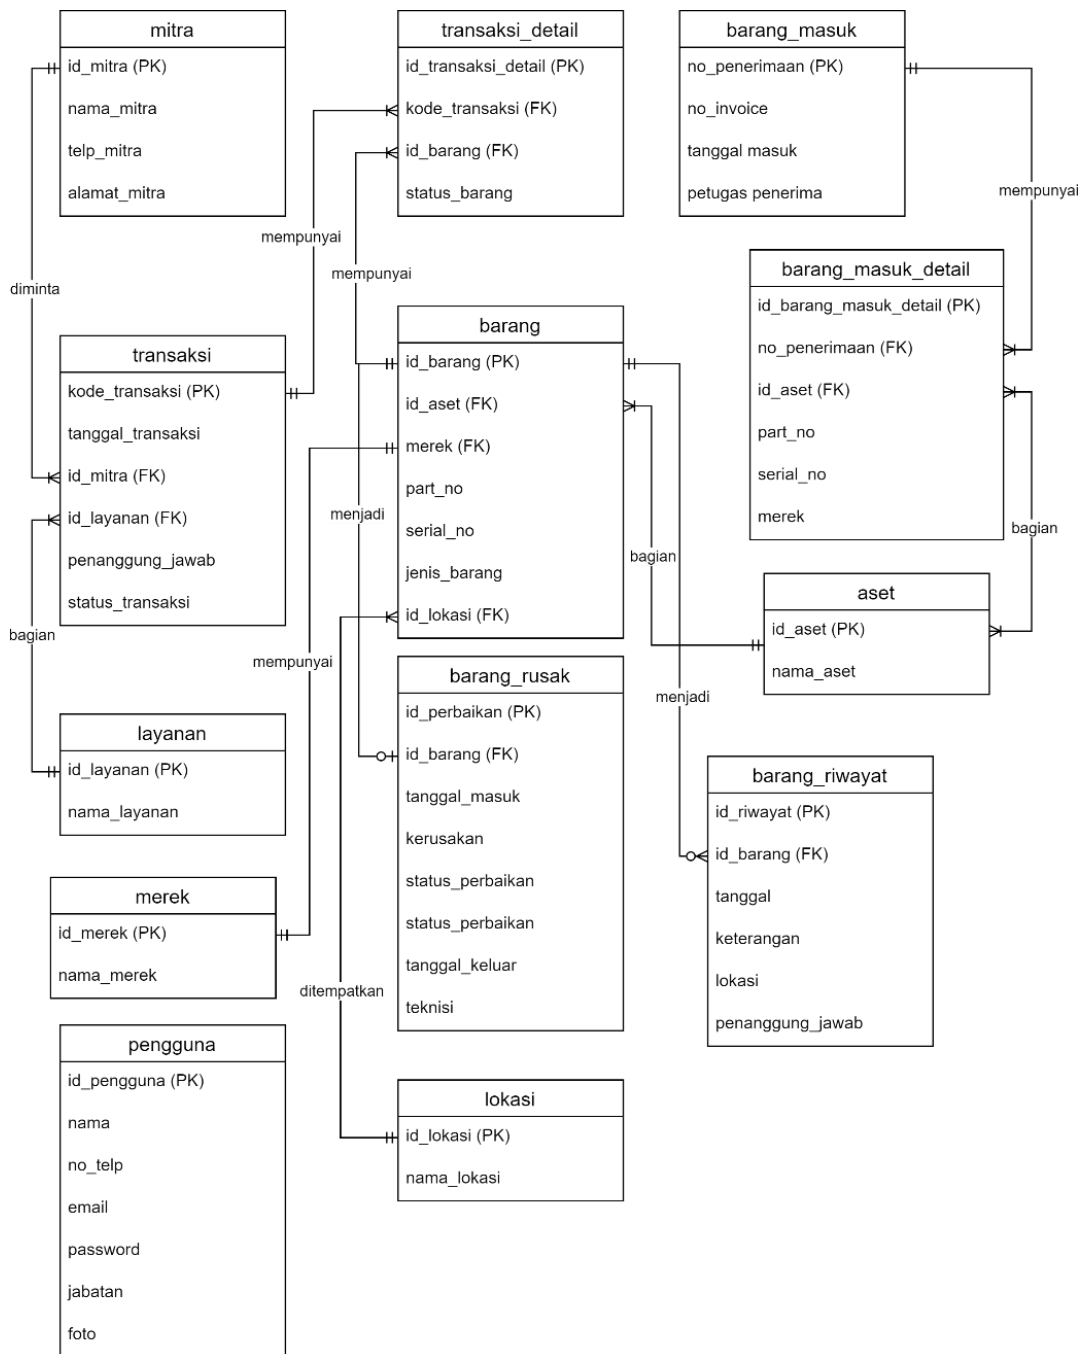 mitra
id_mitra (PK)
nama_mitra
telp_mitra
alamat_mitra
transaksi_detail
id_transaksi_detail (PK)
kode_transaksi (FK)
id_barang (FK)
status_barang
barang_masuk
no_penerimaan (PK)
no_invoice
tanggal masuk
petugas penerima
mempunyai
mempunyai
mempunyai
diminta
barang_masuk_detail
id_barang_masuk_detail (PK)
no_penerimaan (FK)
id_aset (FK)
part_no
serial_no
merek
transaksi
kode_transaksi (PK)
tanggal_transaksi
id_mitra (FK)
id_layanan (FK)
penanggung_jawab
status_transaksi
barang
id_barang (PK)
id_aset (FK)
merek (FK)
part_no
serial_no
jenis_barang
id_lokasi (FK)
menjadi
bagian
bagian
bagian
mempunyai
aset
id_aset (PK)
nama_aset
menjadi
layanan
id_layanan (PK)
nama_layanan
barang_rusak
id_perbaikan (PK)
id_barang (FK)
tanggal_masuk
kerusakan
status_perbaikan
status_perbaikan
tanggal_keluar
teknisi
barang_riwayat
id_riwayat (PK)
id_barang (FK)
tanggal
keterangan
lokasi
penanggung_jawab
merek
id_merek (PK)
nama_merek
ditempatkan
pengguna
id_pengguna (PK)
nama
no_telp
email
password
jabatan
foto
lokasi
id_lokasi (PK)
nama_lokasi